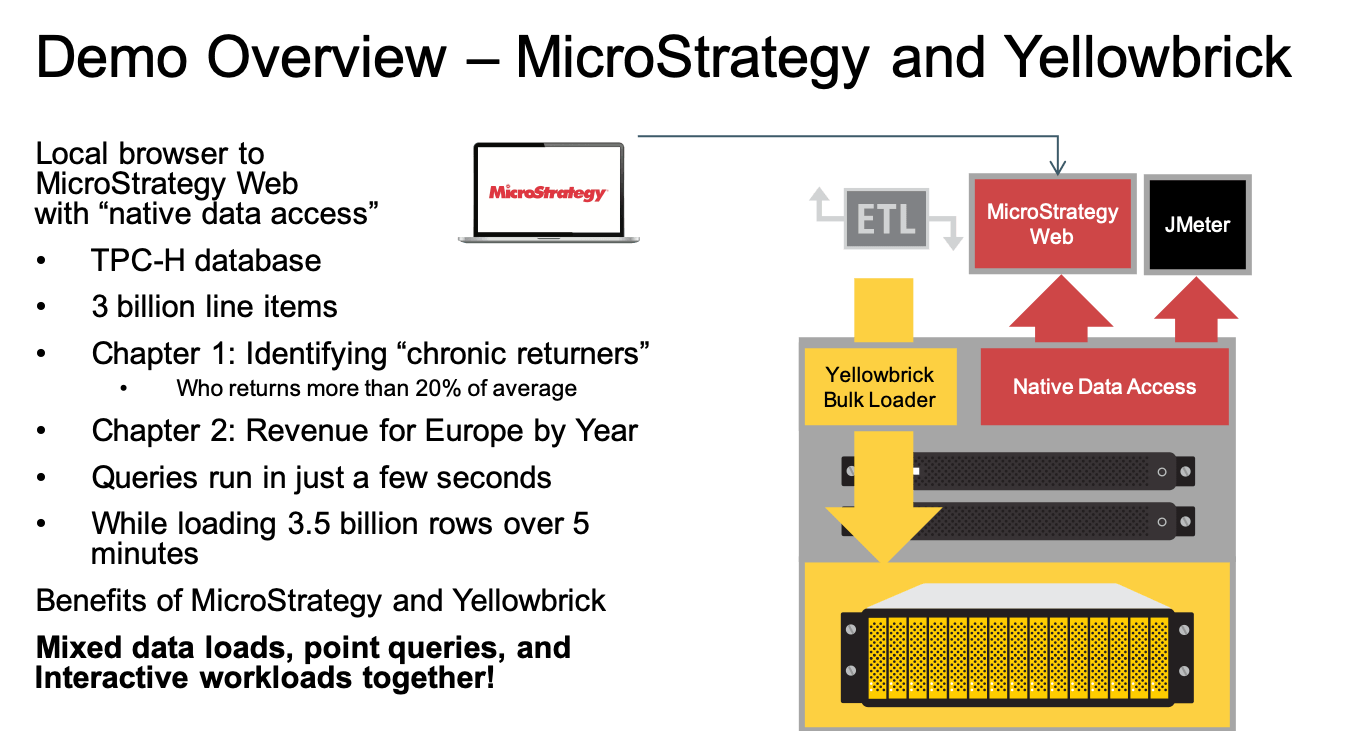 Demo Overview – MicroStrategy and Yellowbrick
Local browser to
MicroStrategy Web
with “native data access”
• TPC-H database
• 3 billion line items
• Chapter 1: Identifying “chronic returners”
• Who returns more than 20% of average
• Chapter 2: Revenue for Europe by Year
• Queries run in just a few seconds
• While loading 3.5 billion rows over 5
minutes
Benefits of MicroStrategy and Yellowbrick
Mixed data loads, point queries, and
Interactive workloads together!
MicroStrategy
ETL
MicroStrategy
Web
JMeter
Yellowbrick
Bulk Loader
Native Data Access